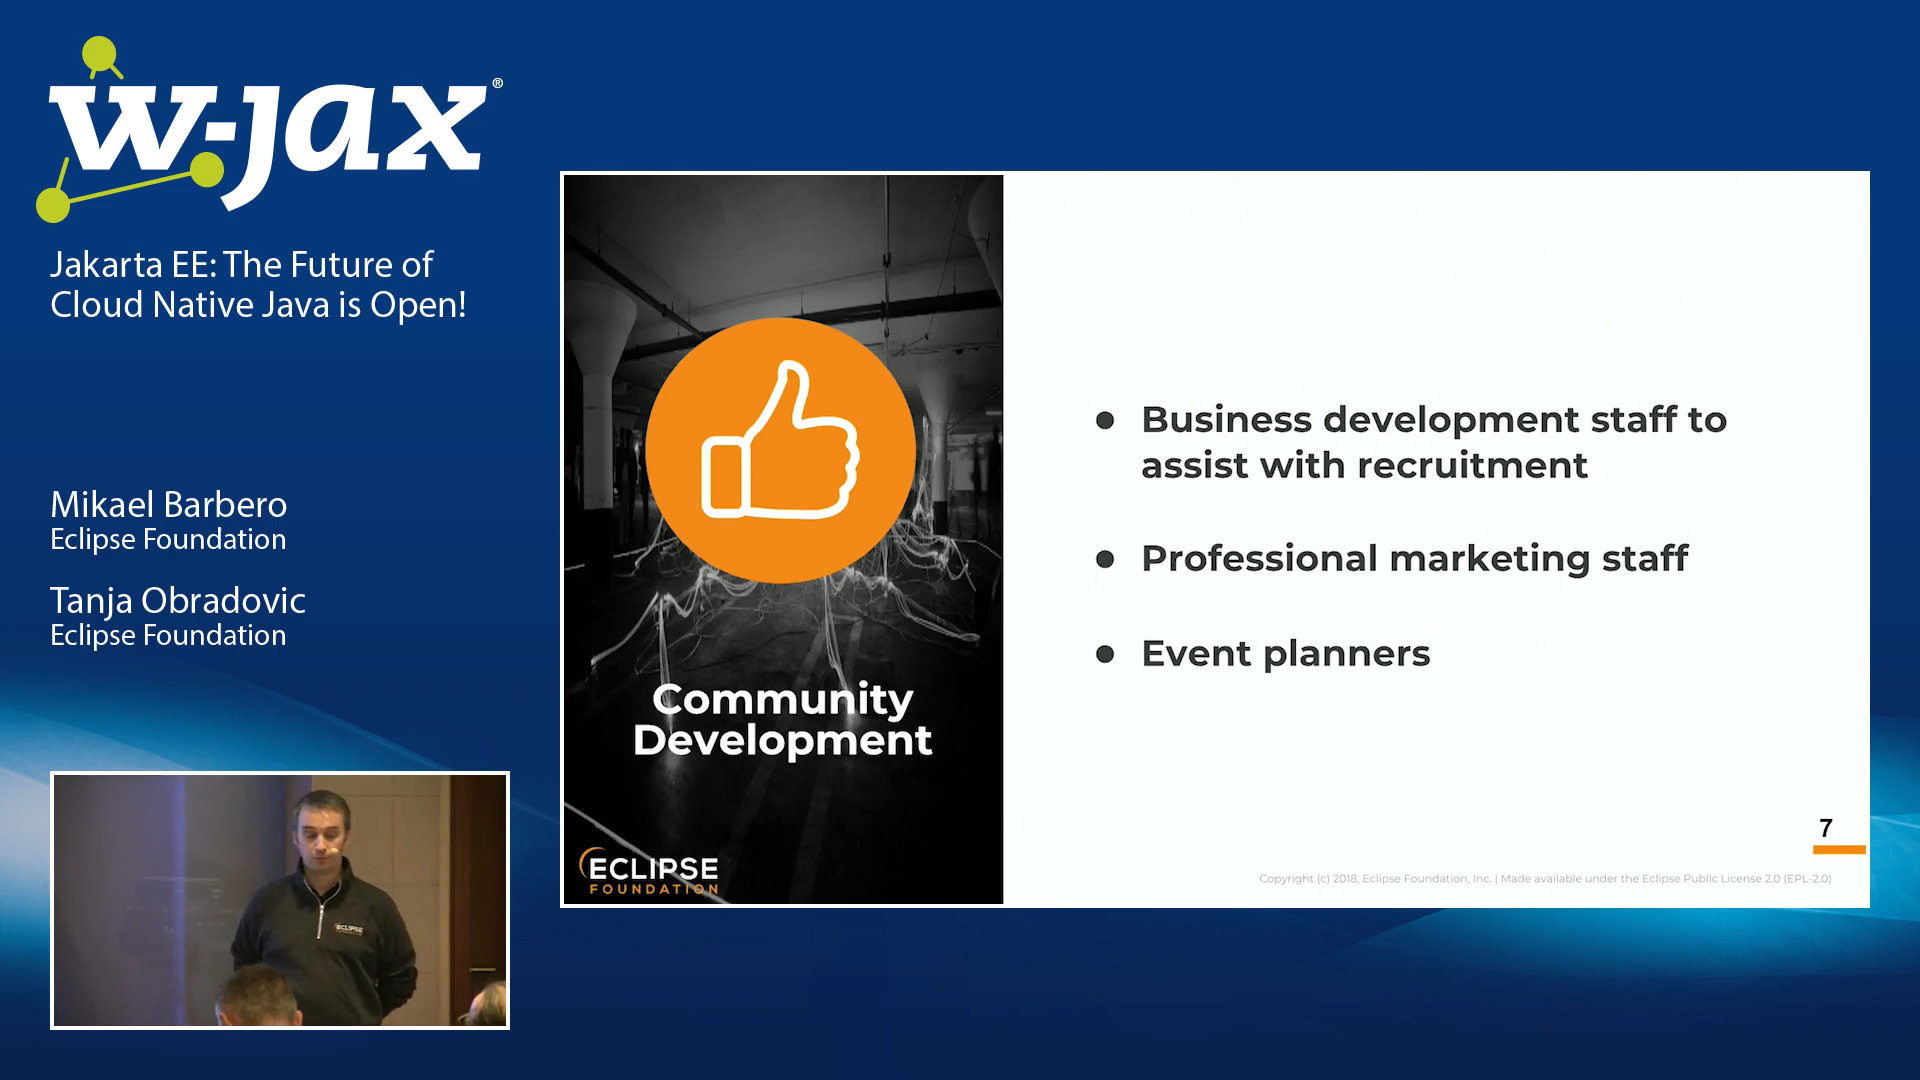 w-jax®
Jakarta EE: The Future of
Cloud Native Java is Open!
Mikael Barbero
Eclipse Foundation
Tanja Obradovic
Eclipse Foundation
ECLIPSE
Community
Development
ECLIPSE
FOUNDATION
● Business development staff to
assist with recruitment
● Professional marketing staff
● Event planners
7
Copyright (c) 2018, Eclipse Foundation, Inc. | Made available under the Eclipse Public License 2.0 (EPL-2.0)